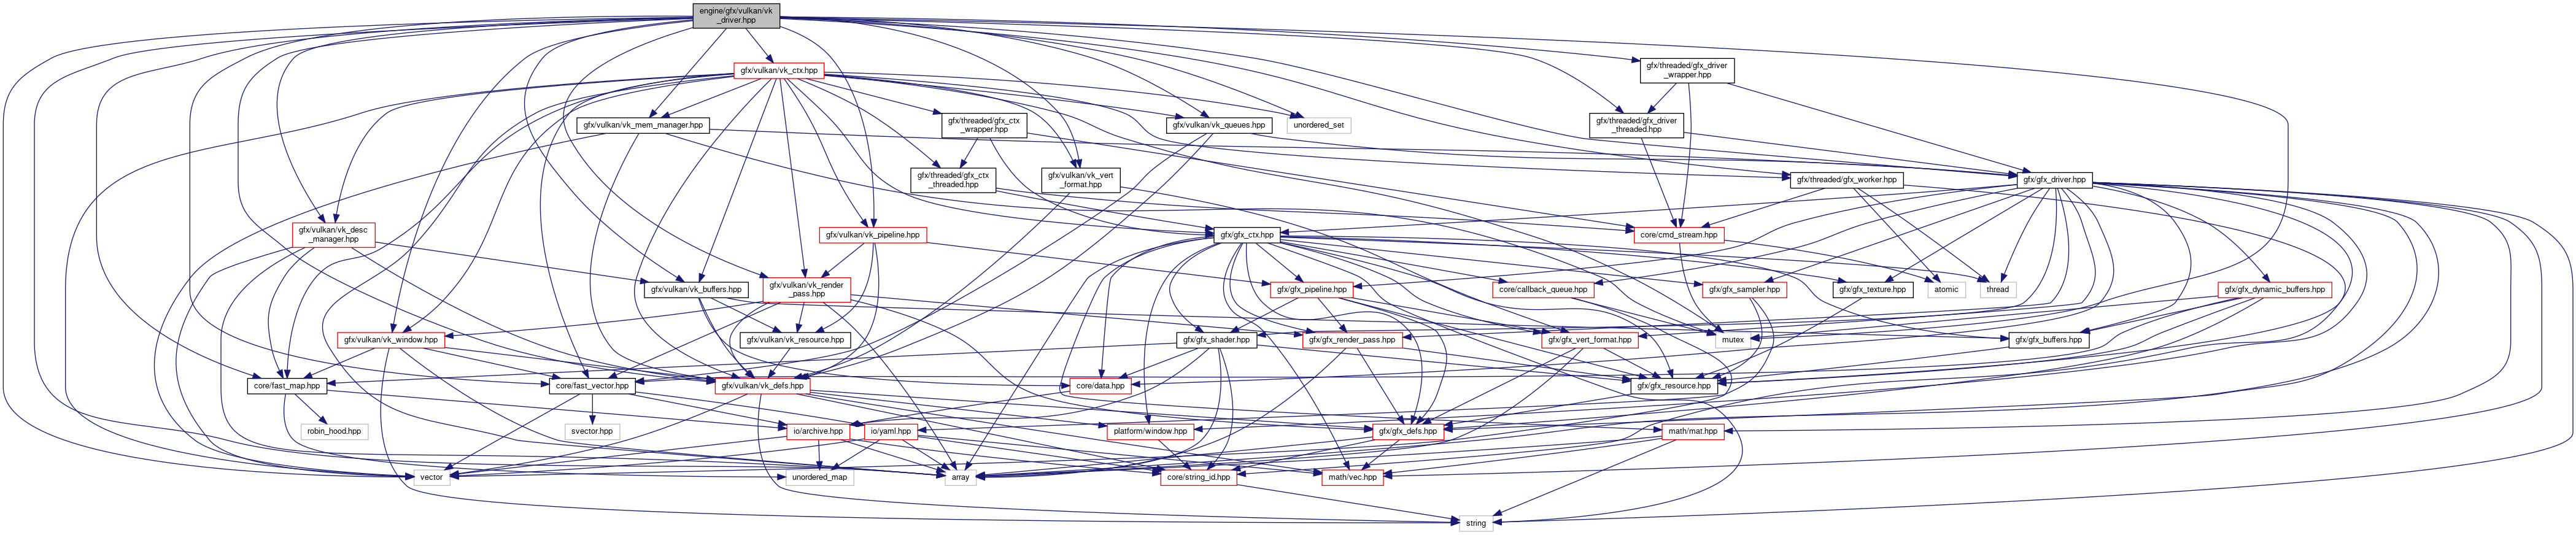 engine/gfx/vulkan/vk
_driver.hpp
gfx/vulkan/vk_ctx.hpp
gfx/threaded/gfx_driver
_wrapper.hpp
gfx/vulkan/vk_mem_manager.hpp
gfx/threaded/gfx_ctx
_wrapper.hpp
gfx/vulkan/vk_queues.hpp
unordered_set
gfx/threaded/gfx_driver
_threaded.hpp
gfx/threaded/gfx_ctx
_threaded.hpp
gfx/vulkan/vk_vert
_format.hpp
gfx/threaded/gfx_worker.hpp
gfx/gfx_driver.hpp
gfx/vulkan/vk_desc
_manager.hpp
gfx/vulkan/vk_pipeline.hpp
gfx/gfx_ctx.hpp
core/cmd_stream.hpp
gfx/vulkan/vk_buffers.hpp
gfx/vulkan/vk_render
_pass.hpp
gfx/gfx_pipeline.hpp
core/callback_queue.hpp
gfx/gfx_sampler.hpp
gfx/gfx_texture.hpp
atomic
thread
gfx/gfx_dynamic_buffers.hpp
gfx/vulkan/vk_window.hpp
gfx/vulkan/vk_resource.hpp
gfx/gfx_shader.hpp
gfx/gfx_render_pass.hpp
gfx/gfx_vert_format.hpp
mutex
gfx/gfx_buffers.hpp
core/fast_map.hpp
core/fast_vector.hpp
gfx/vulkan/vk_defs.hpp
core/data.hpp
gfx/gfx_resource.hpp
robin_hood.hpp
svector.hpp
io/archive.hpp
io/yaml.hpp
platform/window.hpp
gfx/gfx_defs.hpp
math/mat.hpp
vector
unordered_map
array
core/string_id.hpp
math/vec.hpp
string